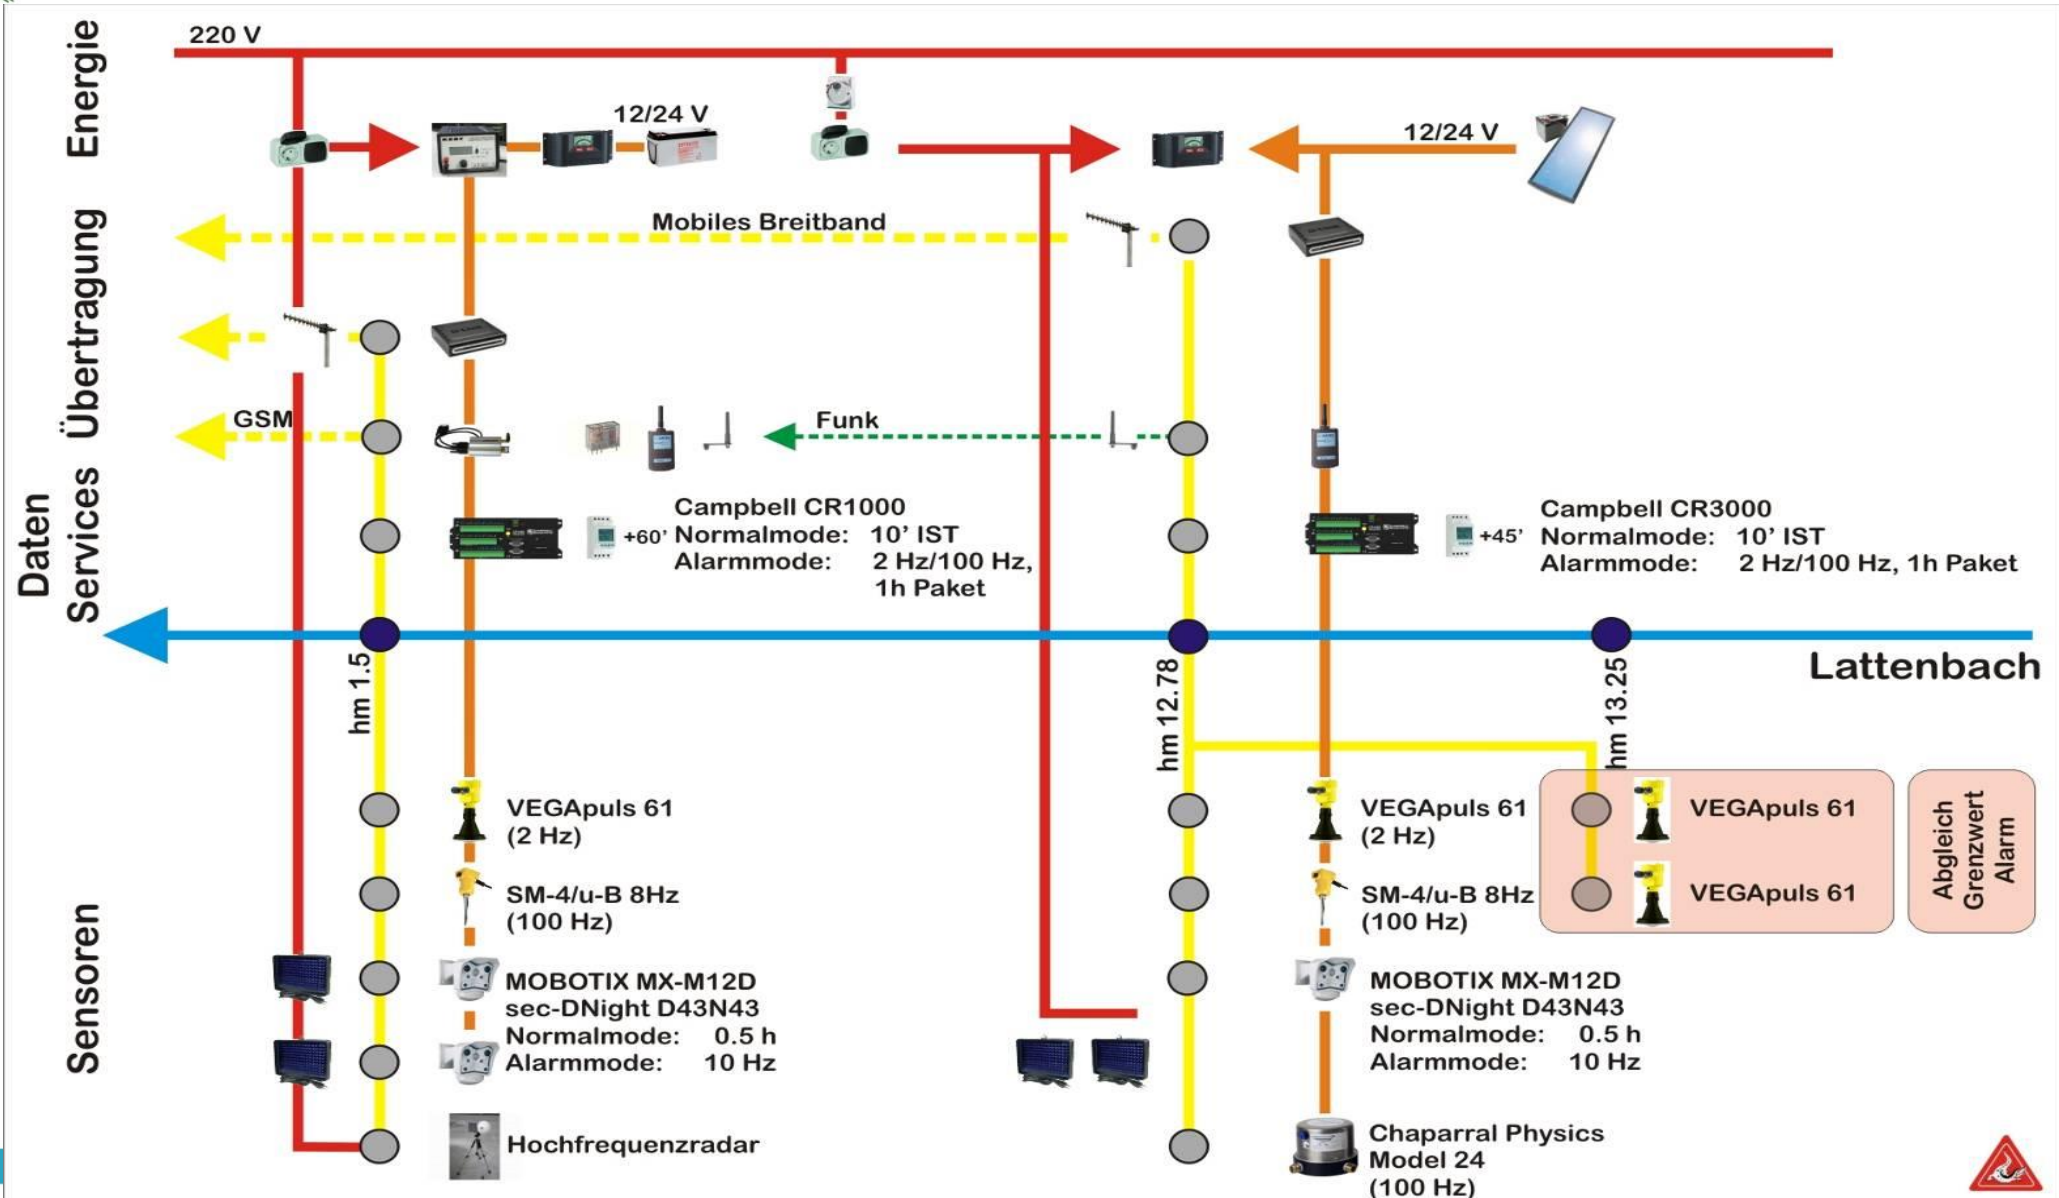 Energie
220 V
12/24 V
12/24 V
Daten
Übertragung
Mobiles Breitband
GSM
Funk
Services
+60’
Campbell CR1000
Normalmode: 10’ IST
Alarmmode: 2 Hz/100 Hz,
1h Paket
+45’
Campbell CR3000
Normalmode: 10’ IST
Alarmmode: 2 Hz/100 Hz, 1h Paket
Lattenbach
hm 1.5
hm 12.78
hm 13.25
Sensoren
VEGApuls 61
(2 Hz)
SM-4/u-B 8Hz
(100 Hz)
MOBOTIX MX-M12D
sec-DNight D43N43
Normalmode: 0.5 h
Alarmmode: 10 Hz
Hochfrequenzradar
VEGApuls 61
(2 Hz)
SM-4/u-B 8Hz
(100 Hz)
MOBOTIX MX-M12D
sec-DNight D43N43
Normalmode: 0.5 h
Alarmmode: 10 Hz
Chaparral Physics
Model 24
(100 Hz)
VEGApuls 61
VEGApuls 61
Abgleich
Grenzwert
Alarm